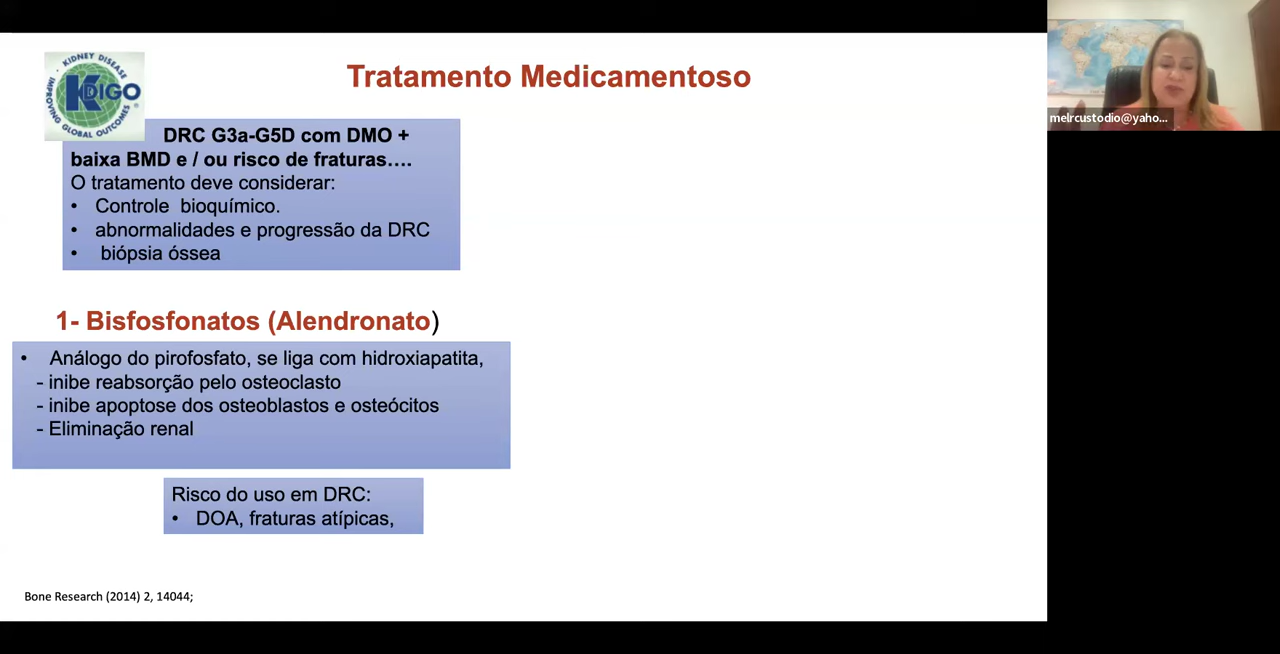 Tratamento Medicamentoso
KIDNEY DISEASE
KDIGO
IMPROVING GLOBAL OUTCOMES
®
melrcustodio@yaho...
DRC G3a-G5D com DMO +
baixa BMD e / ou risco de fraturas....
O tratamento deve considerar:
• Controle bioquímico.
• abnormalidades e progressão da DRC
• biópsia óssea
1- Bisfosfonatos (Alendronato)
• Análogo do pirofosfato, se liga com hidroxiapatita,
- inibe reabsorção pelo osteoclasto
- inibe apoptose dos osteoblastos e osteócitos
- Eliminação renal
Risco do uso em DRC:
• DOA, fraturas atípicas,
Bone Research (2014) 2, 14044;